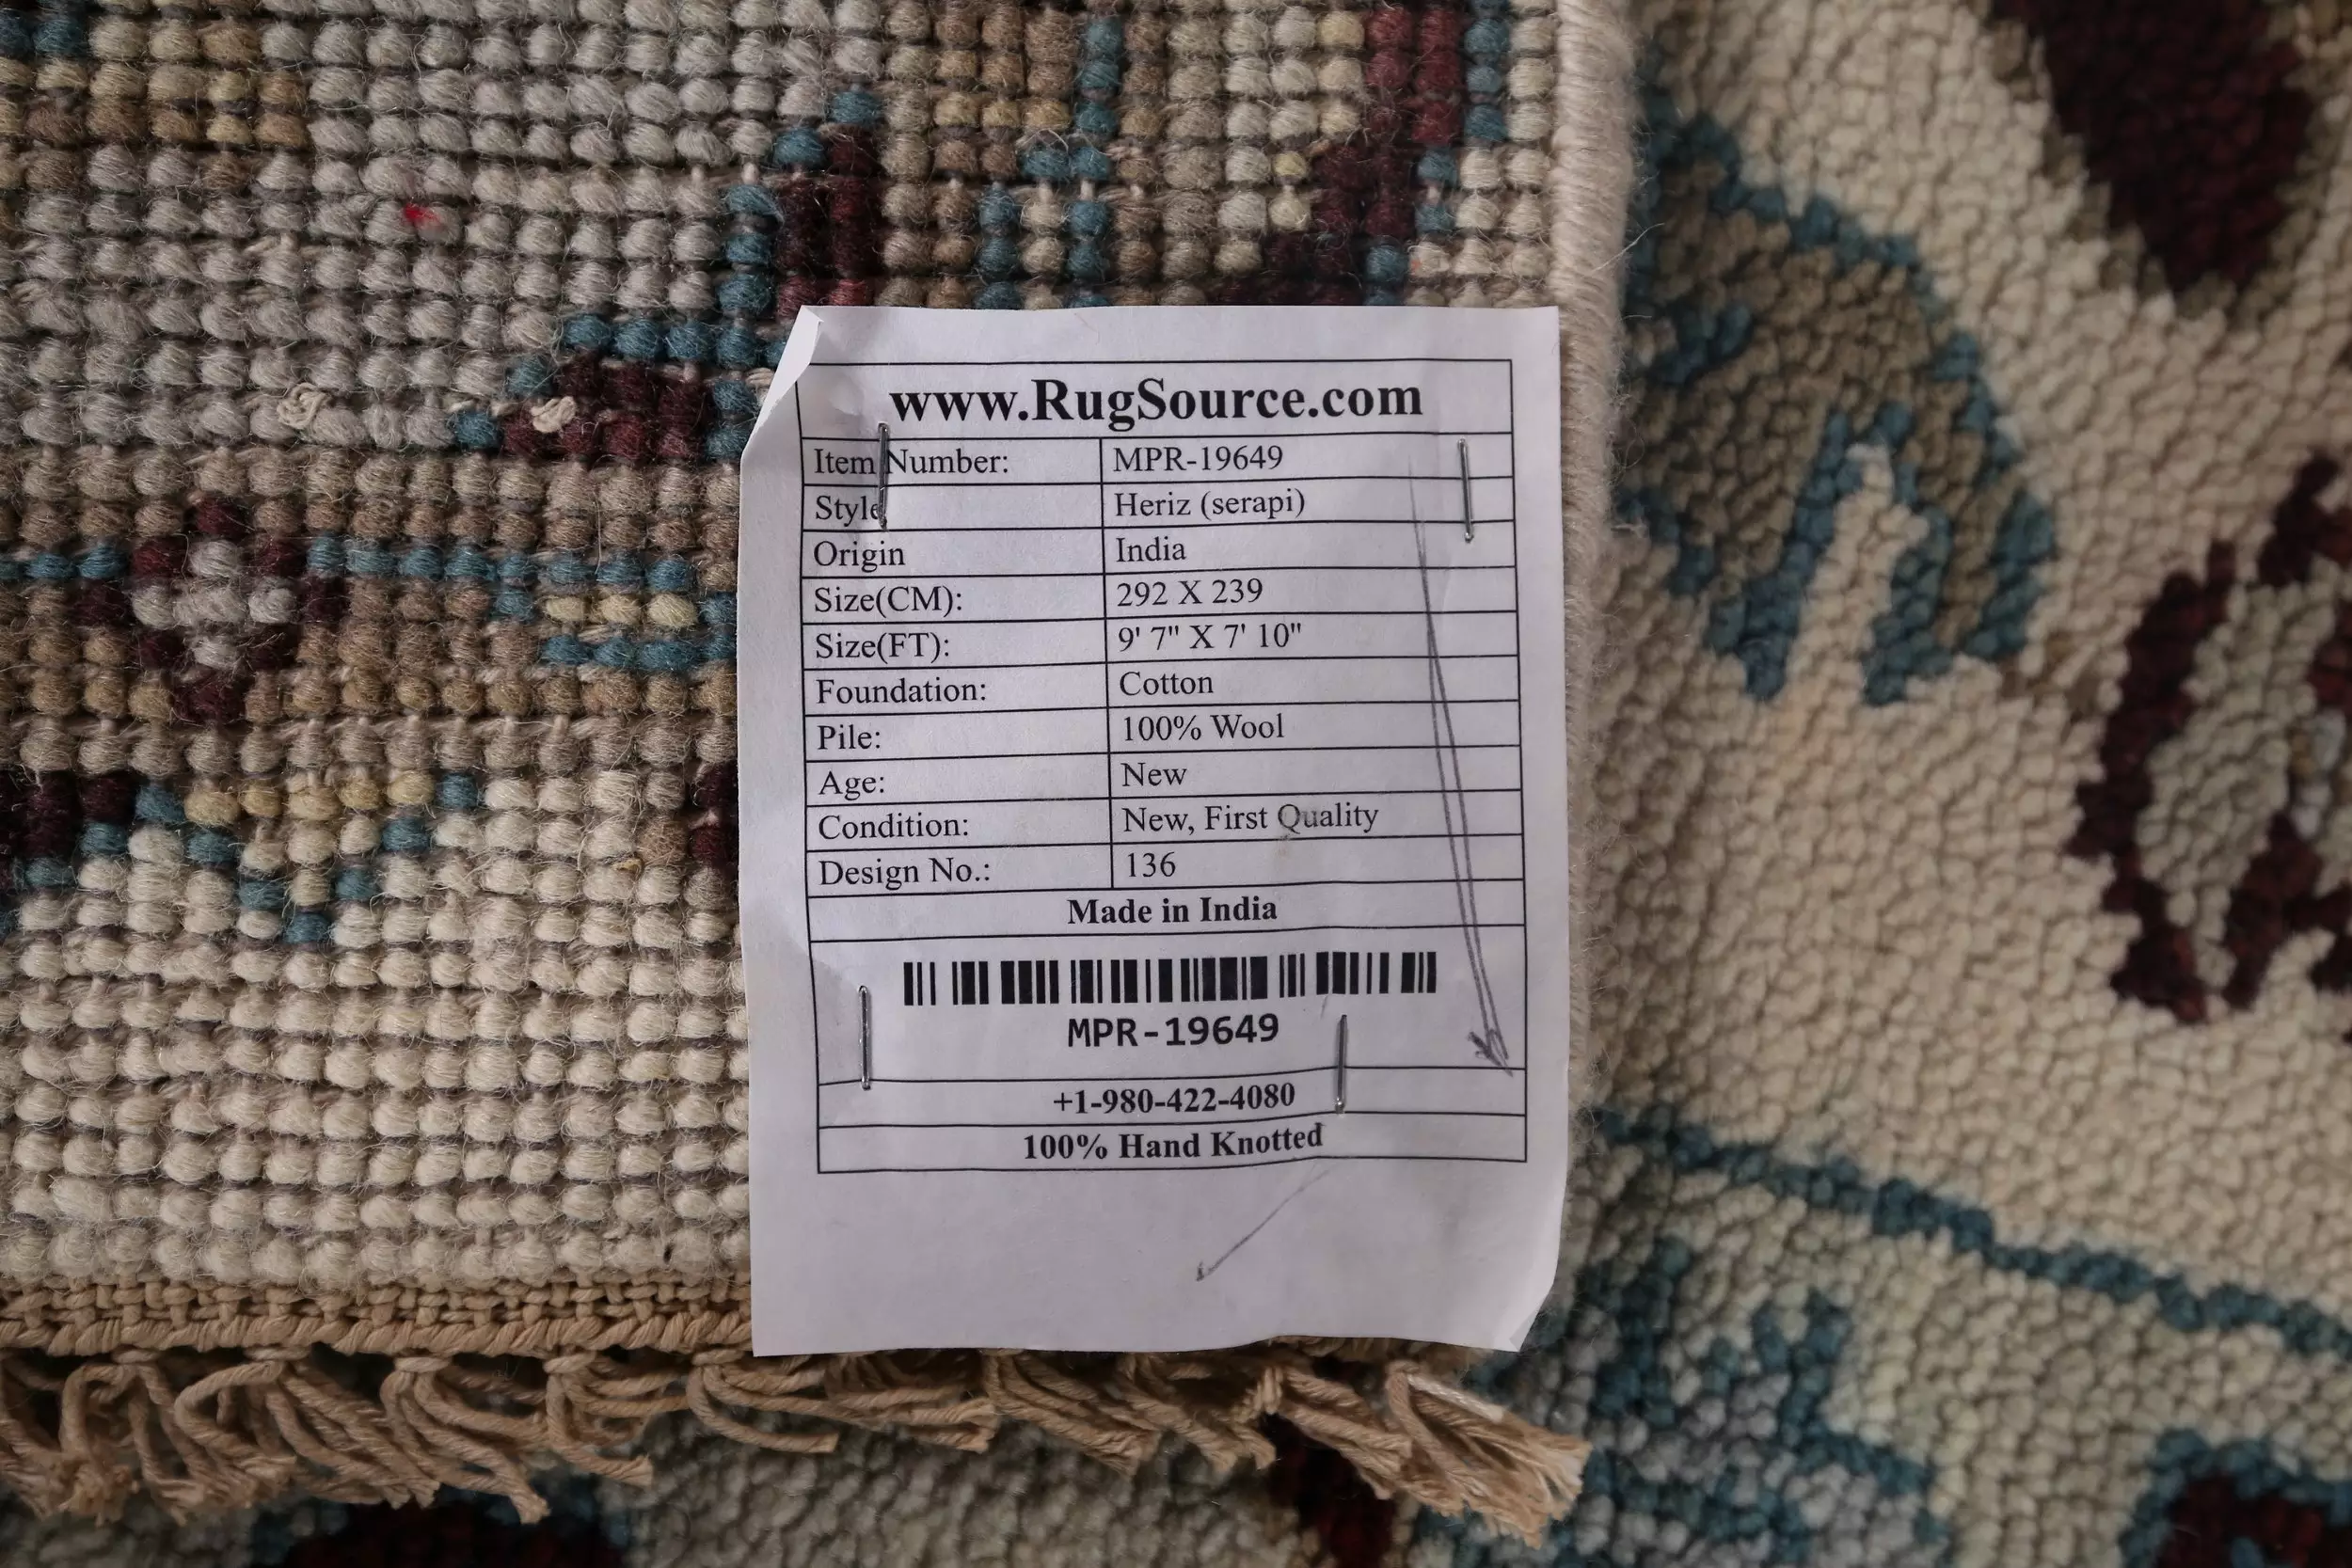 www.RugSource.com
Item Number: MPR-19649
Style Heriz (serapi)
Origin India
Size(CM): 292 X 239
Size(FT): 9' 7" X 7' 10"
Foundation: Cotton
Pile: 100% Wool
Age: New
Condition: New, First Quality
Design No.: 136
Made in India
MPR-19649
+1-980-422-4080
100% Hand Knotted